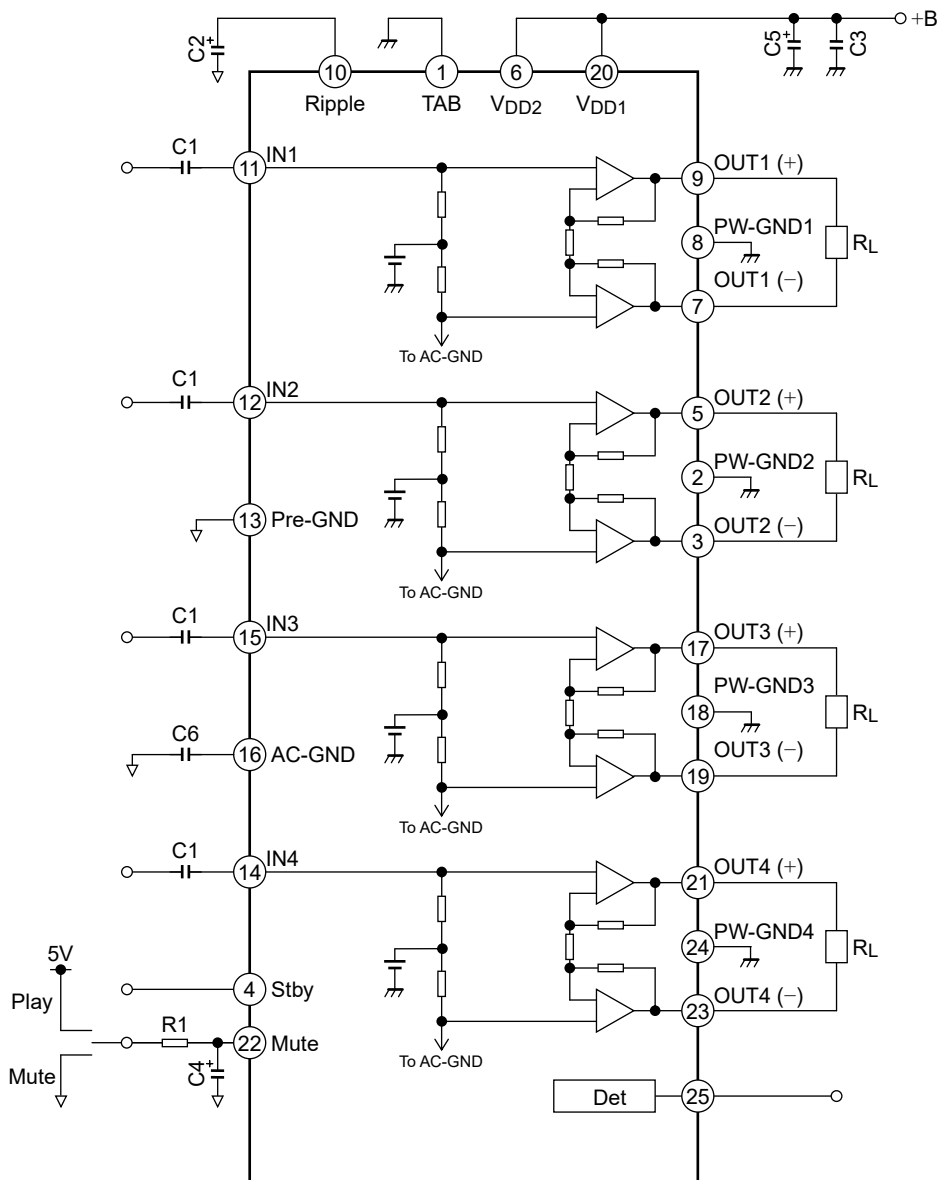 C2 + C5 + C3 +B
10 1 6 20
Ripple TAB VDD2 VDD1
C1 11 IN1 9 OUT1 (+)
8 PW-GND1 RL
7 OUT1 (−)
To AC-GND
C1 12 IN2 5 OUT2 (+)
2 PW-GND2 RL
13 Pre-GND 3 OUT2 (−)
To AC-GND
C1 15 IN3 17 OUT3 (+)
18 PW-GND3 RL
C6 16 AC-GND 19 OUT3 (−)
To AC-GND
C1 14 IN4 21 OUT4 (+)
24 PW-GND4 RL
5V
Play 4 Stby 23 OUT4 (−)
R1 22 Mute
To AC-GND
Mute C4 +
Det 25